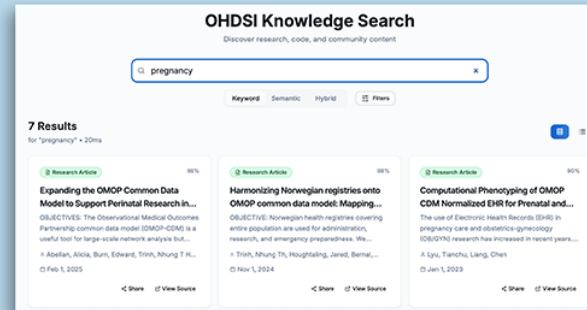 OHDSI Knowledge Search
Discover research, code, and community content
pregnancy
Keyword Semantic Hybrid Filters
7 Results
for "pregnancy" • 20ms
Research Article 98%
Expanding the OMOP Common Data
Model to Support Perinatal Research in...
OBJECTIVES: The Observational Medical Outcomes
Partnership common data model (OMOP-CDM) is a
useful tool for large-scale network analysis but...
Abellan, Alicia, Burn, Edward, Trinh, Nhung T H...
Feb 1, 2025
Share View Source
Research Article 98%
Harmonizing Norwegian registries onto
OMOP common data model: Mapping...
OBJECTIVE: Norwegian health registries covering
entire population are used for administration,
research, and emergency preparedness. We...
Trinh, Nhung Th, Houghtaling, Jared, Bernal,...
Nov 1, 2024
Share View Source
Research Article 90%
Computational Phenotyping of OMOP
CDM Normalized EHR for Prenatal and...
The use of Electronic Health Records (EHR) in
pregnancy care and obstetrics-gynecology
(OB/GYN) research has increased in recent years....
Lyu, Tianchu, Liang, Chen
Jan 1, 2023
Share View Source